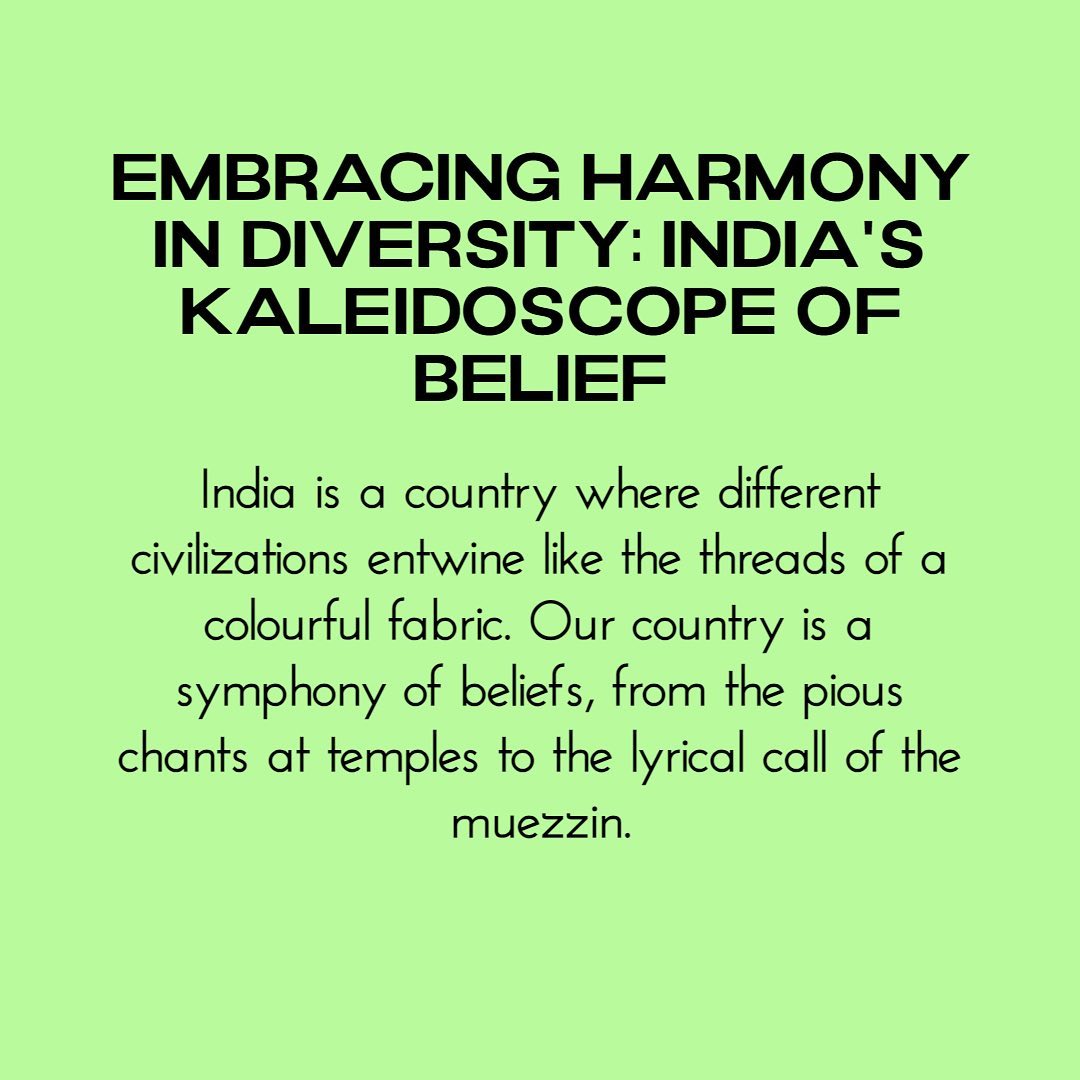 EMBRACING HARMONY
IN DIVERSITY: INDIA'S
KALEIDOSCOPE OF
BELIEF
India is a country where different
civilizations entwine like the threads of a
colourful fabric. Our country is a
symphony of beliefs, from the pious
chants at temples to the lyrical call of the
muezzin.